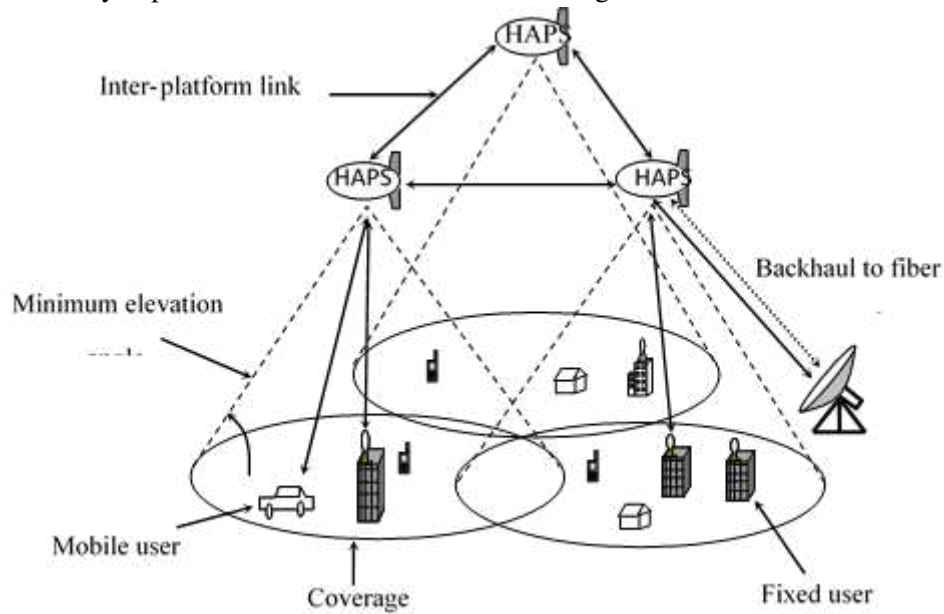 HAPS
Inter-platform link
HAPS
HAPS
Backhaul to fiber
Minimum elevation
Mobile user
Coverage
Fixed user